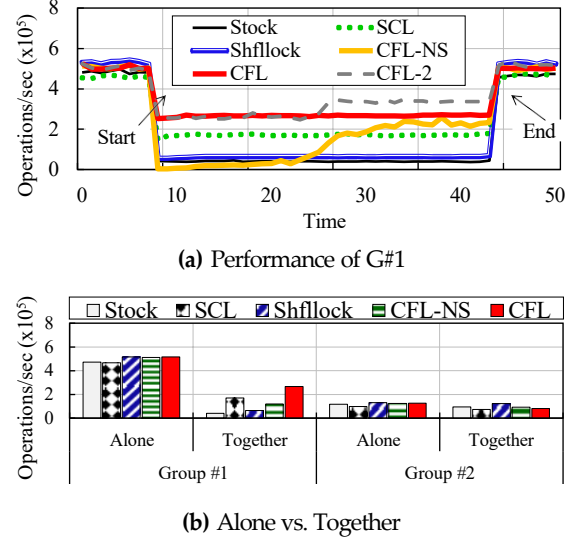 Operations/sec (x10⁵)
8
6
4
2
0
Stock
SCL
Shfllock
CFL-NS
CFL
CFL-2
Start
End
0 10 20 30 40 50
Time
(a) Performance of G#1
Operations/sec (x10⁵)
8
6
4
2
0
Stock SCL Shfllock CFL-NS CFL
Alone Together Alone Together
Group #1 Group #2
(b) Alone vs. Together